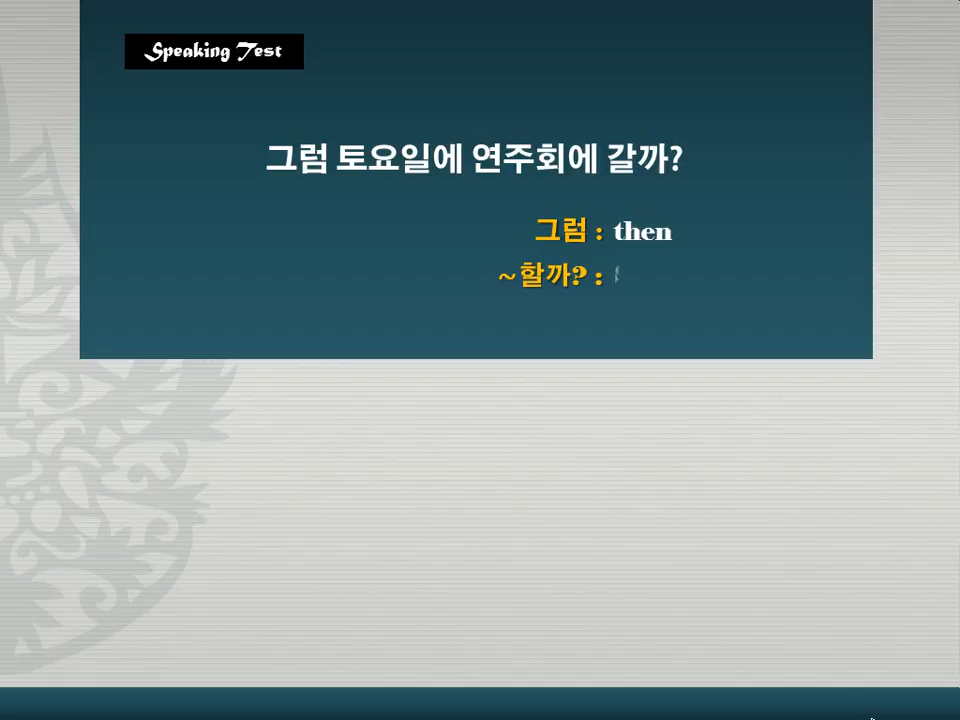 Speaking Test
그럼 토요일에 연주회에 갈까?
그럼 : then
~할까? :